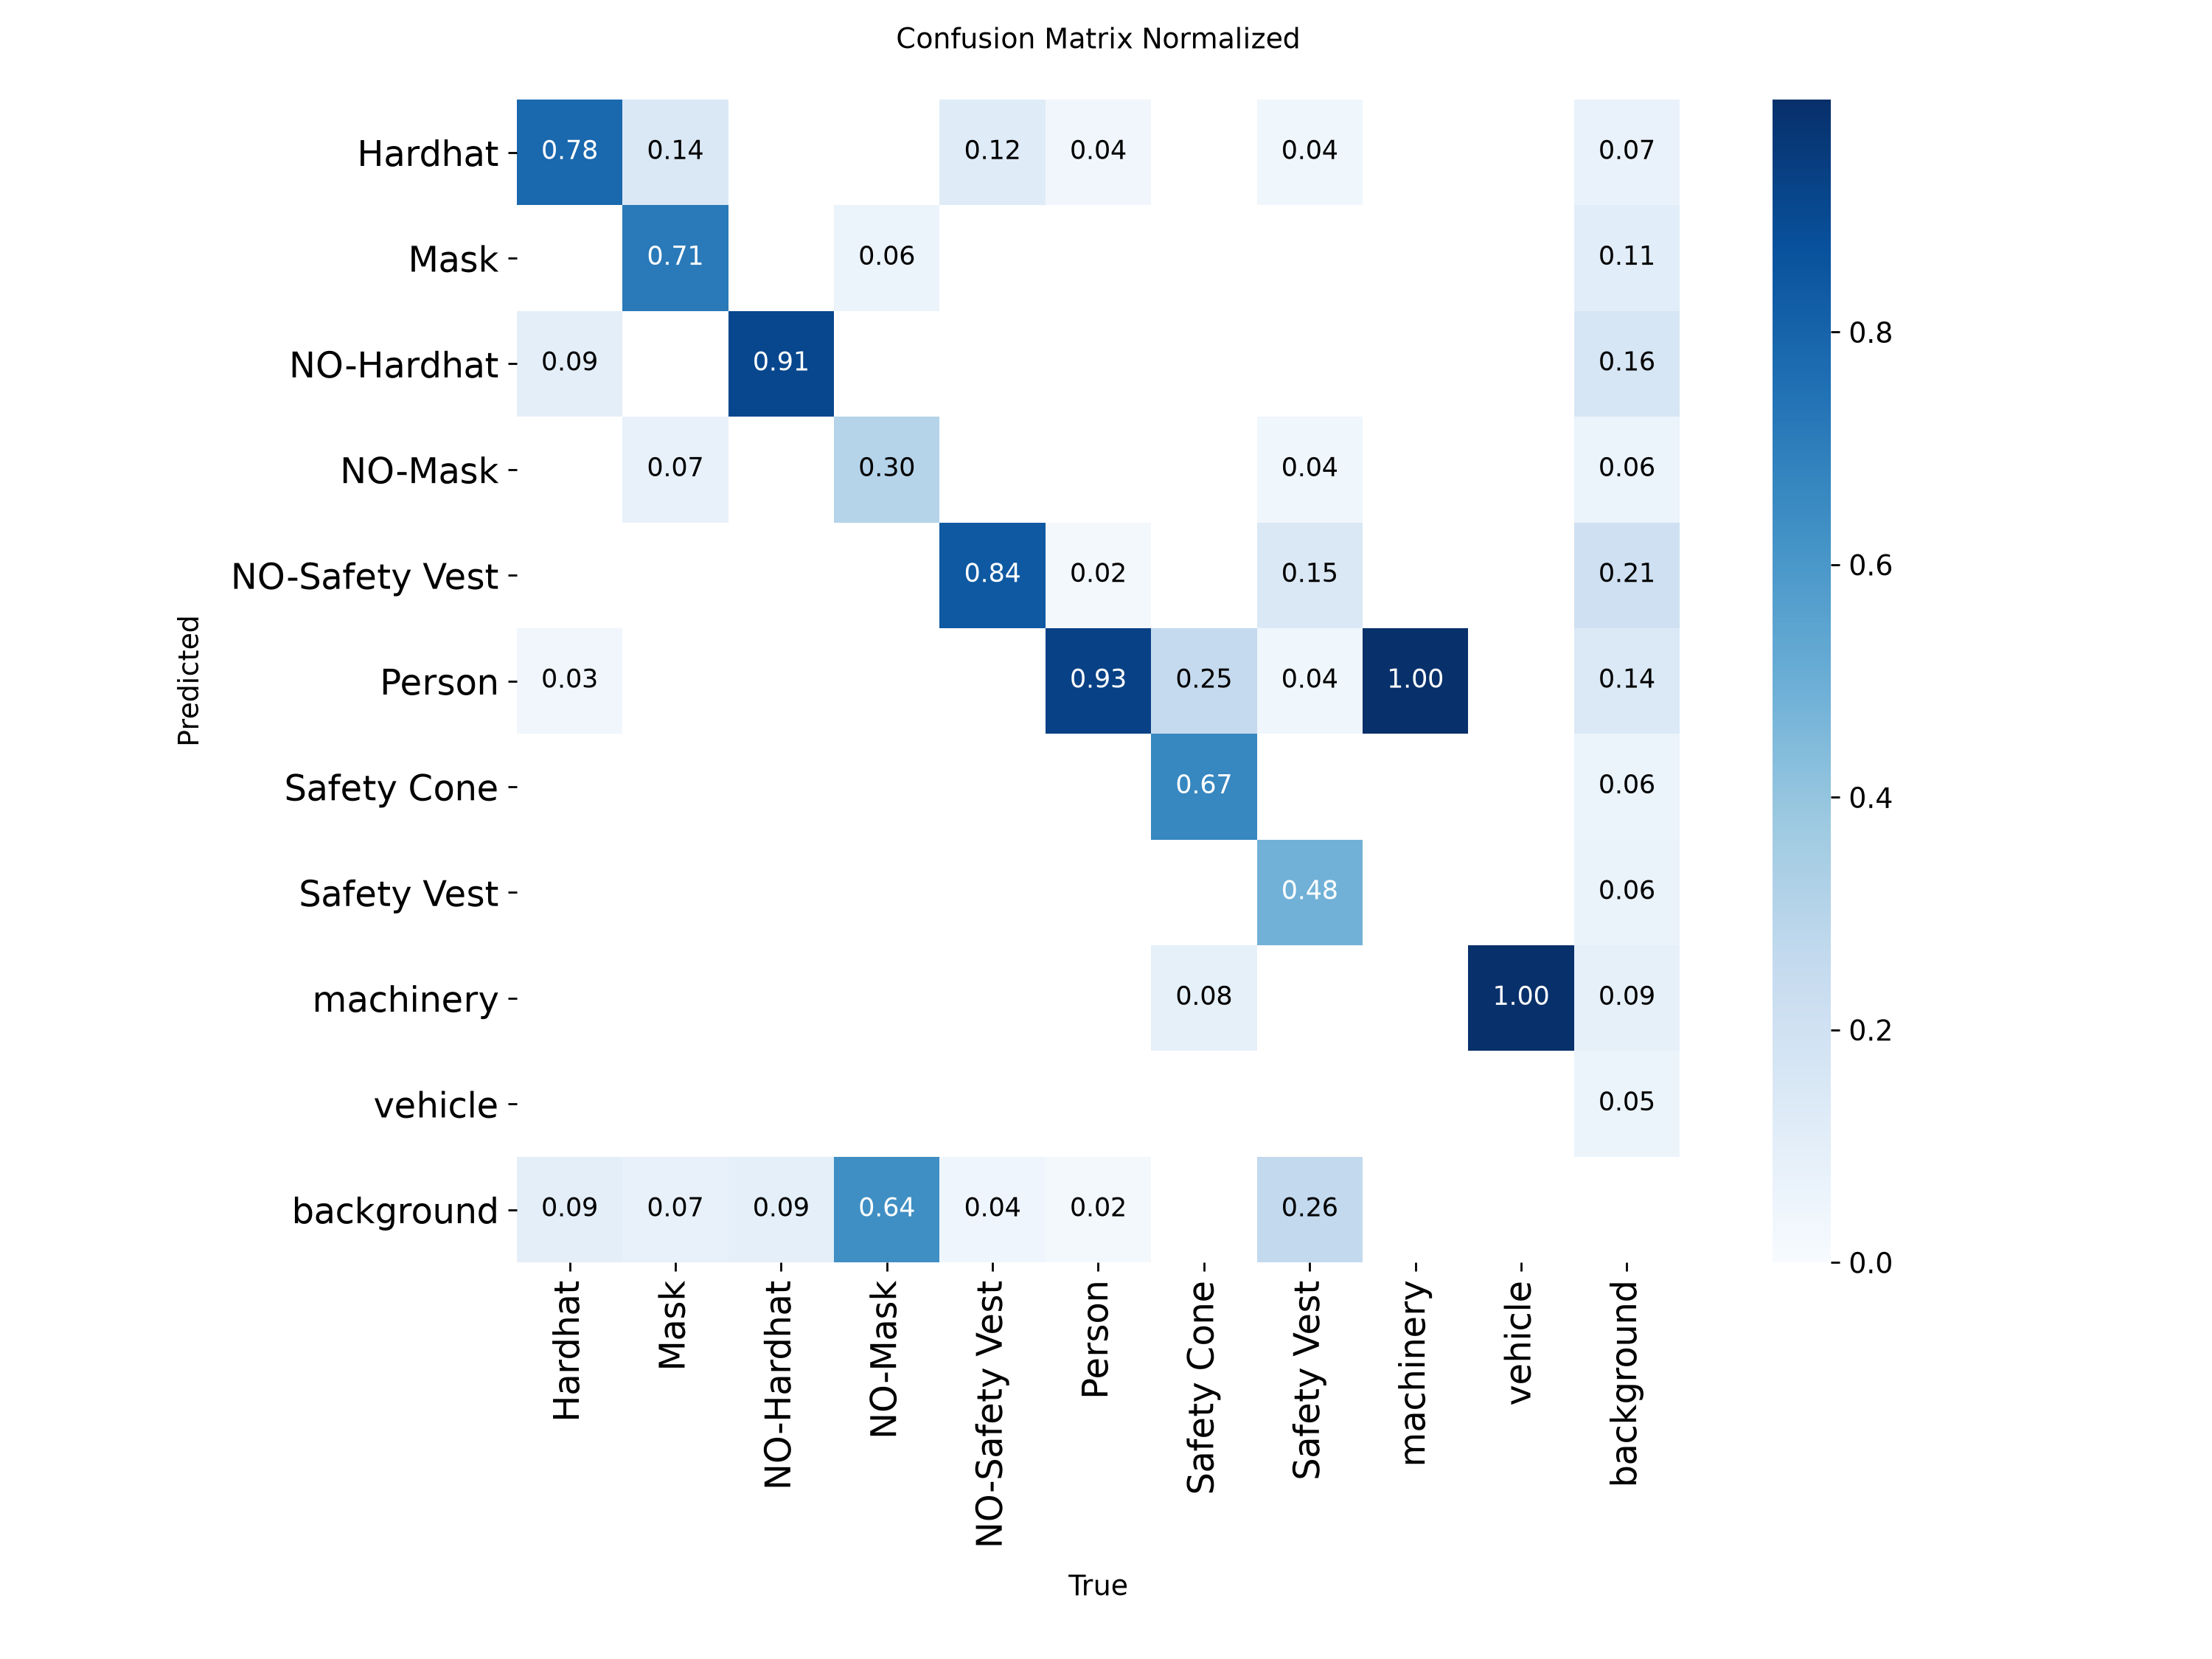 Confusion Matrix Normalized
Hardhat 0.78 0.14 0.12 0.04 0.04 0.07
Mask 0.71 0.06 0.11
NO-Hardhat 0.09 0.91 0.16
NO-Mask 0.07 0.30 0.04 0.06
NO-Safety Vest 0.84 0.02 0.15 0.21
Person 0.03 0.93 0.25 0.04 1.00 0.14
Safety Cone 0.67 0.06
Safety Vest 0.48 0.06
machinery 0.08 1.00 0.09
vehicle 0.05
background 0.09 0.07 0.09 0.64 0.04 0.02 0.26
Predicted
Hardhat
Mask
NO-Hardhat
NO-Mask
NO-Safety Vest
Person
Safety Cone
Safety Vest
machinery
vehicle
background
True
0.8
0.6
0.4
0.2
0.0